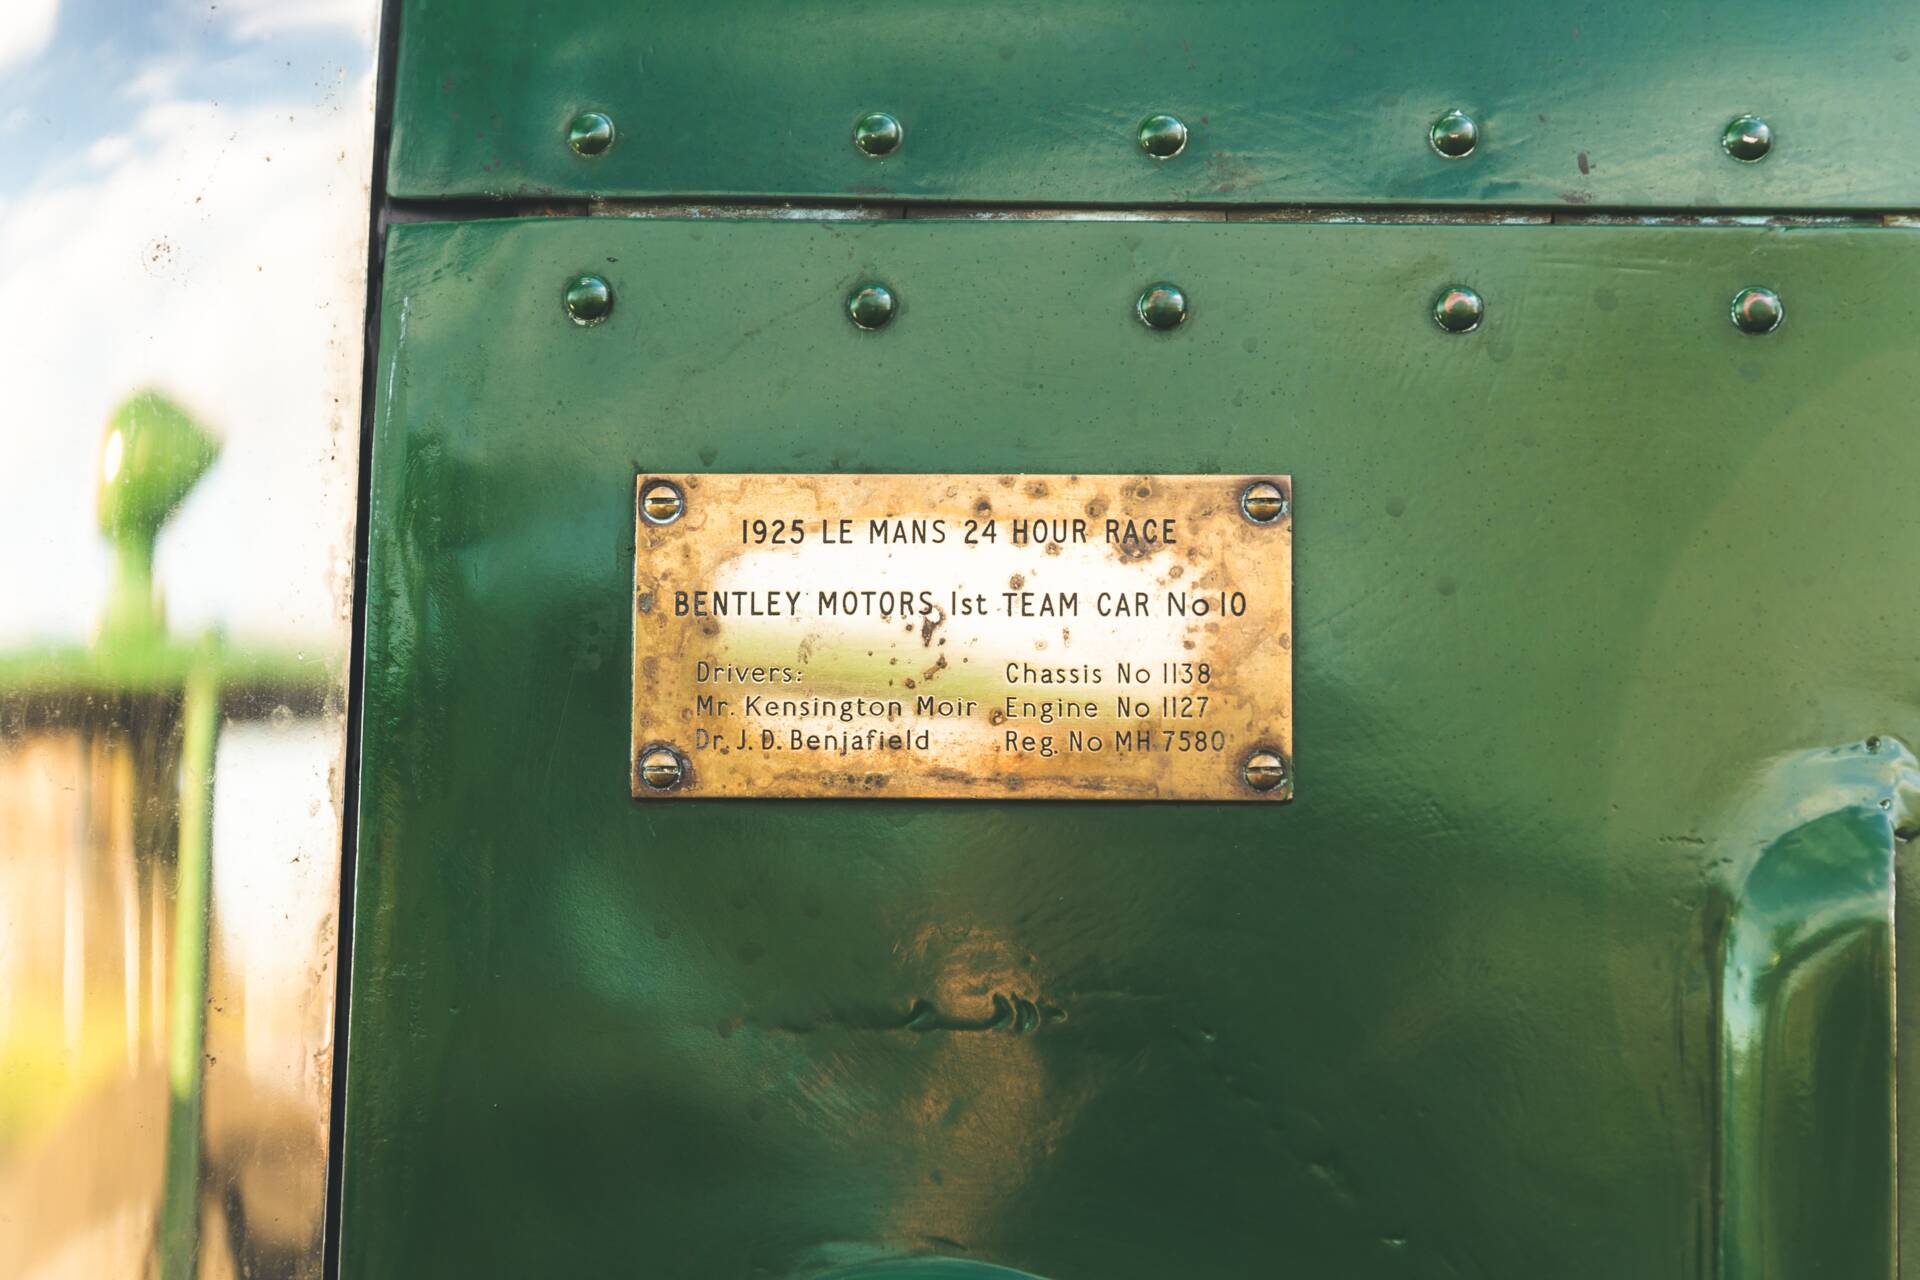 1925 LE MANS 24 HOUR RACE
BENTLEY MOTORS 1st TEAM CAR No 10
Drivers: Chassis No 1138
Mr. Kensington Moir Engine No 1127
Dr. J. D. Benjafield Reg. No MH 7580